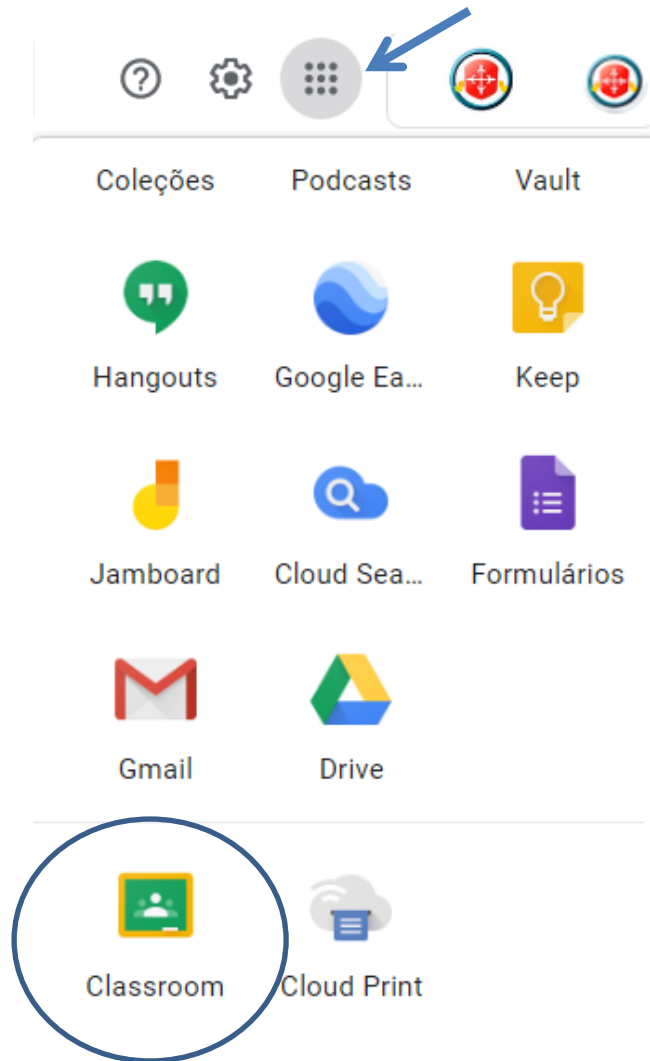 Coleções Podcasts Vault
Hangouts Google Ea... Keep
Jamboard Cloud Sea... Formulários
Gmail Drive
Classroom Cloud Print